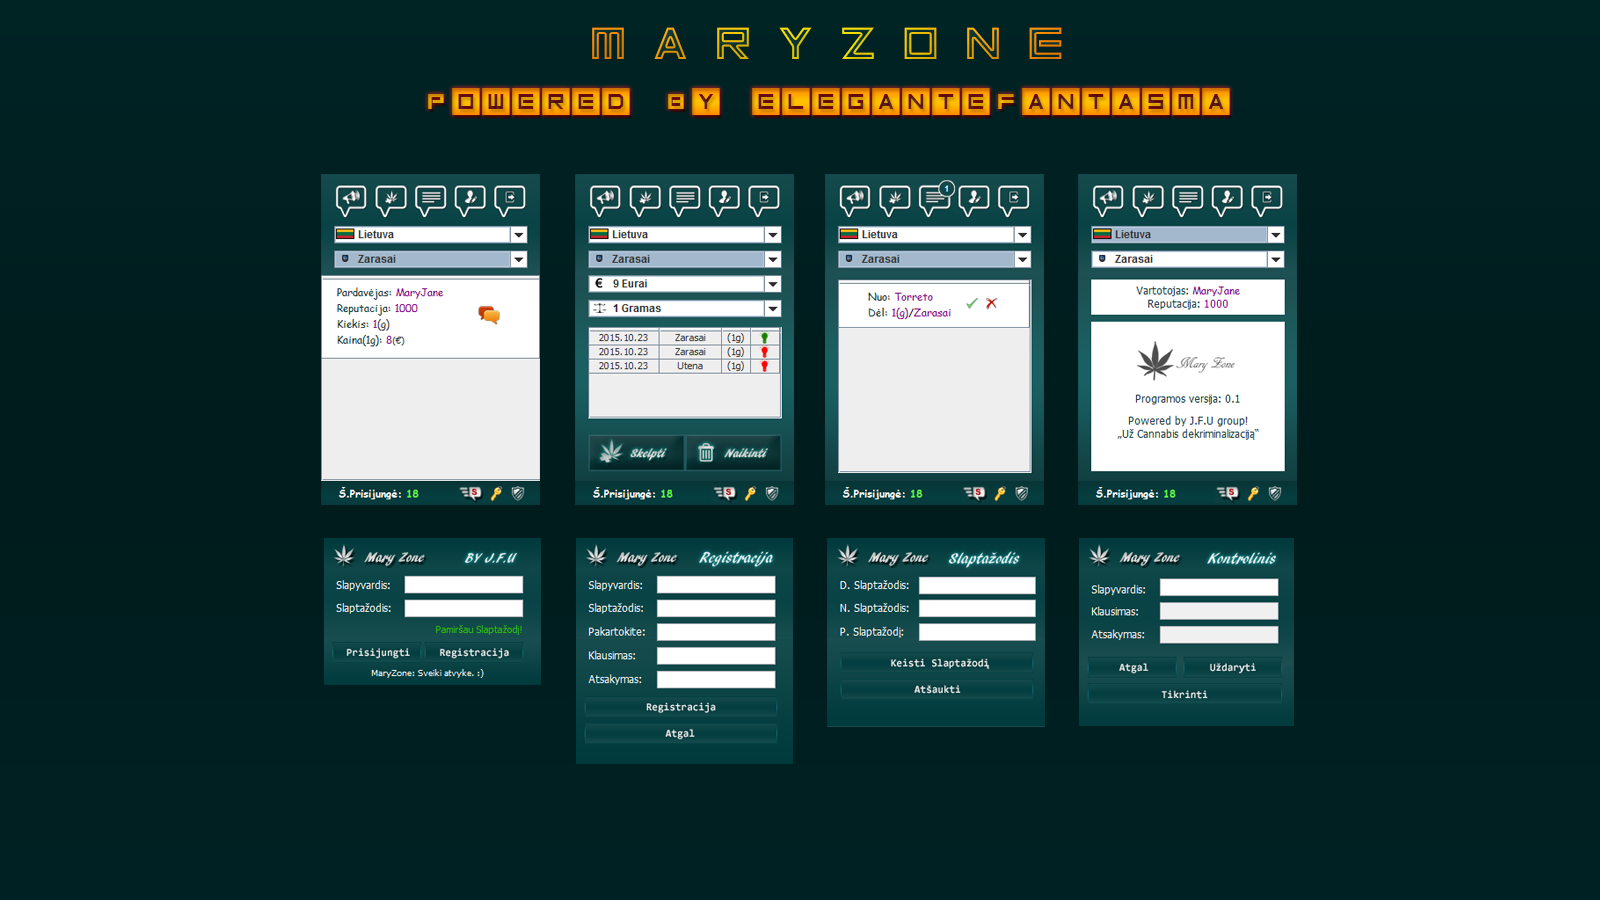 MARYZONE
POWERED BY ELEGANTEFANTASMA
Lietuva
Zarasai
Pardavėjas: MaryJane
Reputacija: 1000
Kiekis: 1(g)
Kaina(1g): 8(€)
Š.Prisijungė: 18
S
Lietuva
Zarasai
€ 9 Eurai
1 Gramas
2015.10.23 Zarasai (1g)
2015.10.23 Zarasai (1g)
2015.10.23 Utena (1g)
Skelpti Naikinti
Š.Prisijungė: 18
S
1
Lietuva
Zarasai
Nuo: Torreto
Dėl: 1(g)/Zarasai
Š.Prisijungė: 18
S
Lietuva
Zarasai
Vartotojas: MaryJane
Reputacija: 1000
Mary Zone
Programos versija: 0.1
Powered by J.F.U group!
„Už Cannabis dekriminalizaciją“
Š.Prisijungė: 18
S
Mary Zone BY J.F.U
Slapyvardis:
Slaptažodis:
Pamiršau Slaptažodį!
Prisijungti Registracija
MaryZone: Sveiki atvyke. :)
Mary Zone Registracija
Slapyvardis:
Slaptažodis:
Pakartokite:
Klausimas:
Atsakymas:
Registracija
Atgal
Mary Zone Slaptažodis
D. Slaptažodis:
N. Slaptažodis:
P. Slaptažodį:
Keisti Slaptažodį
Atšaukti
Mary Zone Kontrolinis
Slapyvardis:
Klausimas:
Atsakymas:
Atgal Uždaryti
Tikrinti